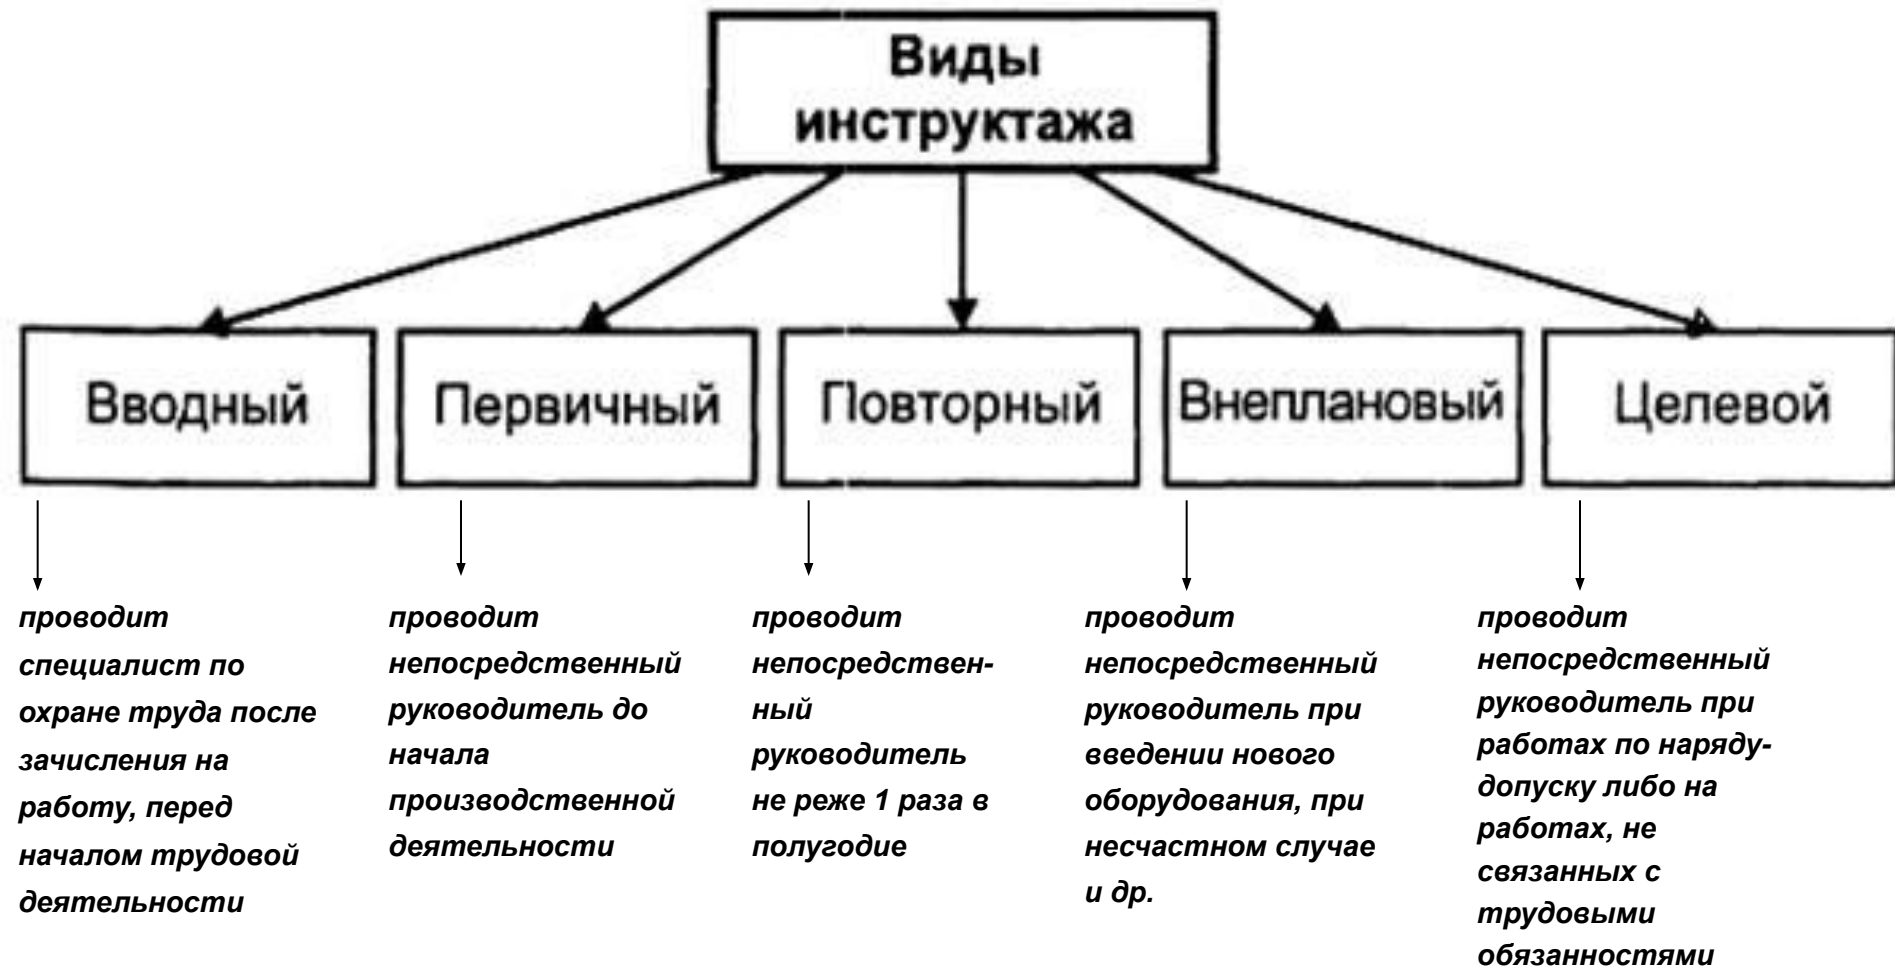 Виды
инструктажа
Вводный
Первичный
Повторный
Внеплановый
Целевой
проводит
специалист по
охране труда после
зачисления на
работу, перед
началом трудовой
деятельности
проводит
непосредственный
руководитель до
начала
производственной
деятельности
проводит
непосредствен-
ный
руководитель
не реже 1 раза в
полугодие
проводит
непосредственный
руководитель при
введении нового
оборудования, при
несчастном случае
и др.
проводит
непосредственный
руководитель при
работах по наряду-
допуску либо на
работах, не
связанных с
трудовыми
обязанностями